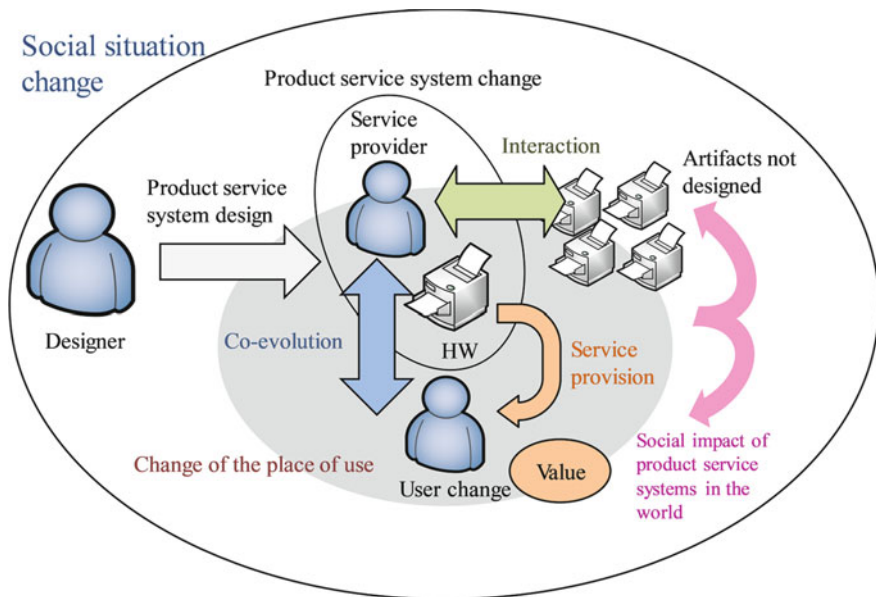 Social situation
change
Product service system change
Service
provider
Interaction
Artifacts not
designed
Product service
system design
Designer
Co-evolution
HW
Service
provision
Change of the place of use
User change
Value
Social impact of
product service
systems in the
world